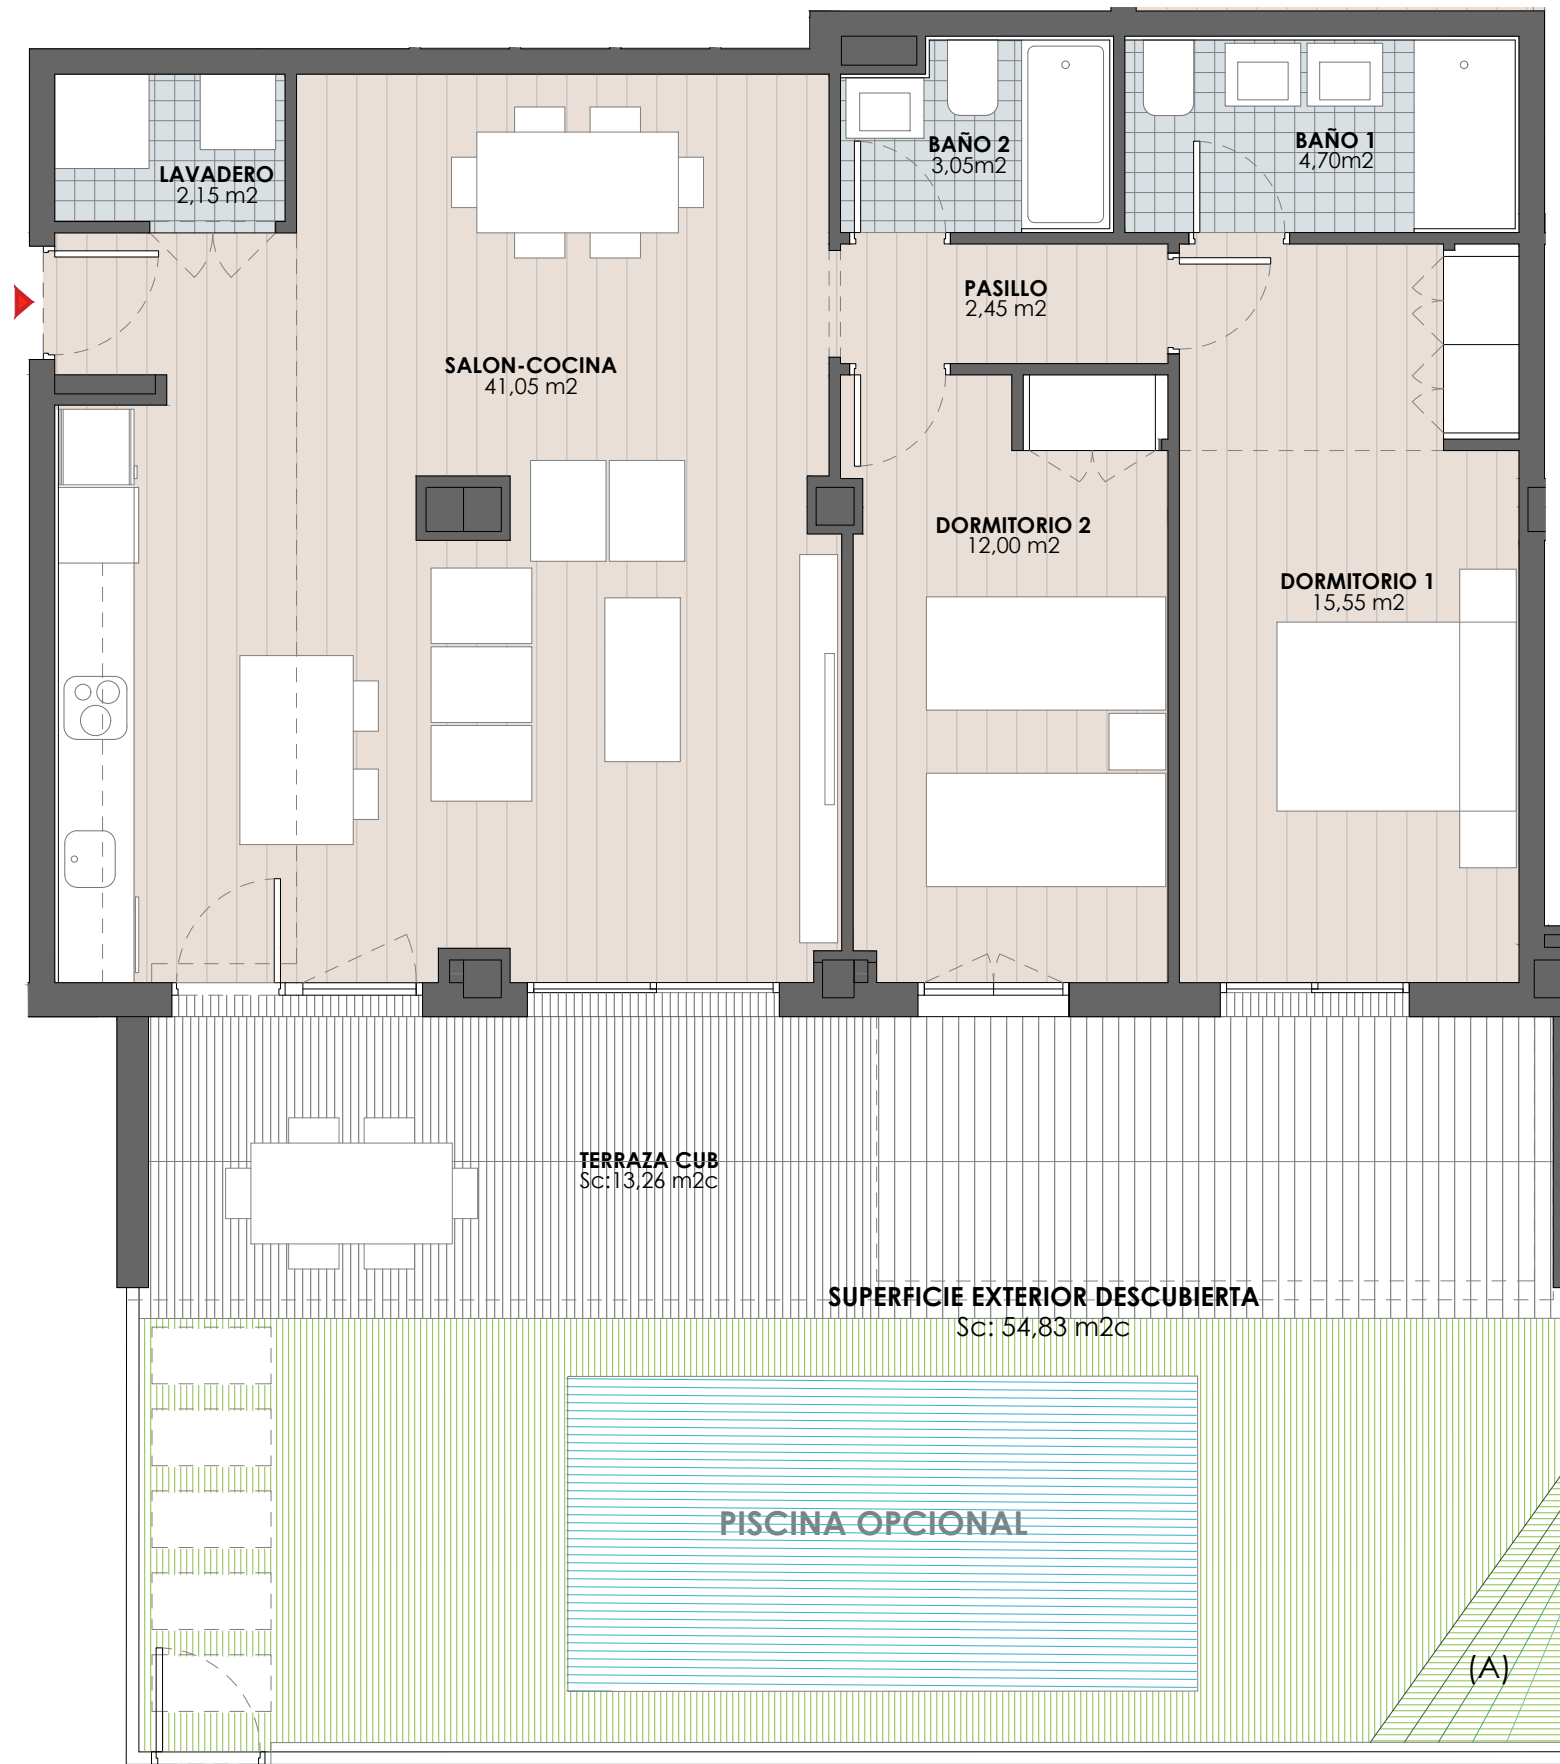 LAVADERO
2,15 m2
BAÑO 2
3,05m2
BAÑO 1
4,70m2
PASILLO
2,45 m2
SALON-COCINA
41,05 m2
DORMITORIO 2
12,00 m2
DORMITORIO 1
15,55 m2
TERRAZA CUB
Sc:13,26 m2c
SUPERFICIE EXTERIOR DESCUBIERTA
Sc: 54,83 m2c
PISCINA OPCIONAL
(A)